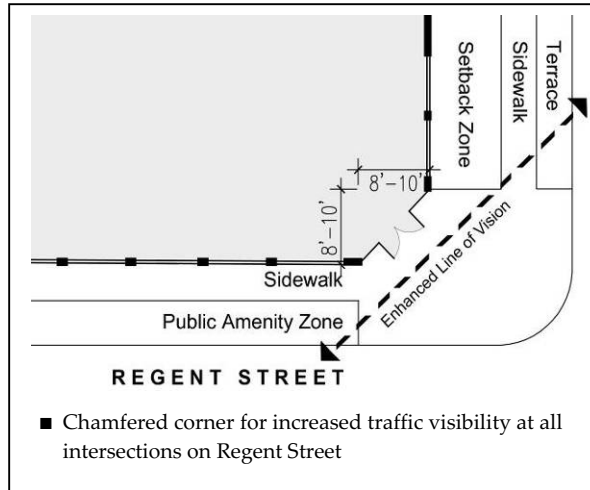 Setback Zone
Sidewalk
Terrace
8'-10'
8'-10'
Enhanced Line of Vision
Sidewalk
Public Amenity Zone
REGENT STREET
■ Chamfered corner for increased traffic visibility at all
intersections on Regent Street